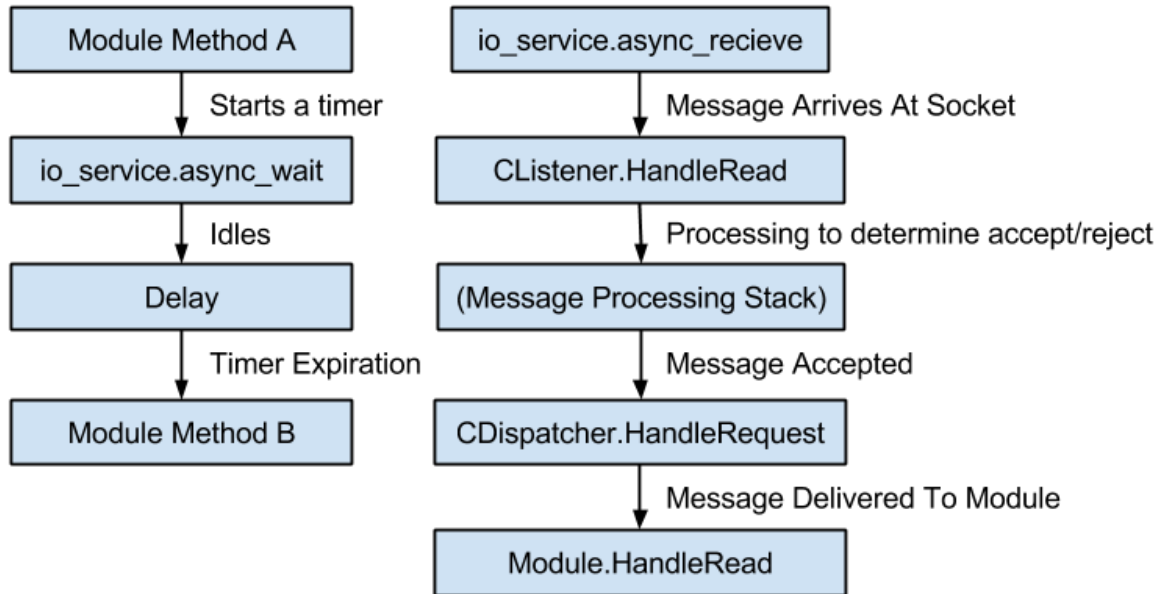 Module Method A
Starts a timer
io_service.async_wait
Idles
Delay
Timer Expiration
Module Method B
io_service.async_recieve
Message Arrives At Socket
CListener.HandleRead
Processing to determine accept/reject
(Message Processing Stack)
Message Accepted
CDispatcher.HandleRequest
Message Delivered To Module
Module.HandleRead